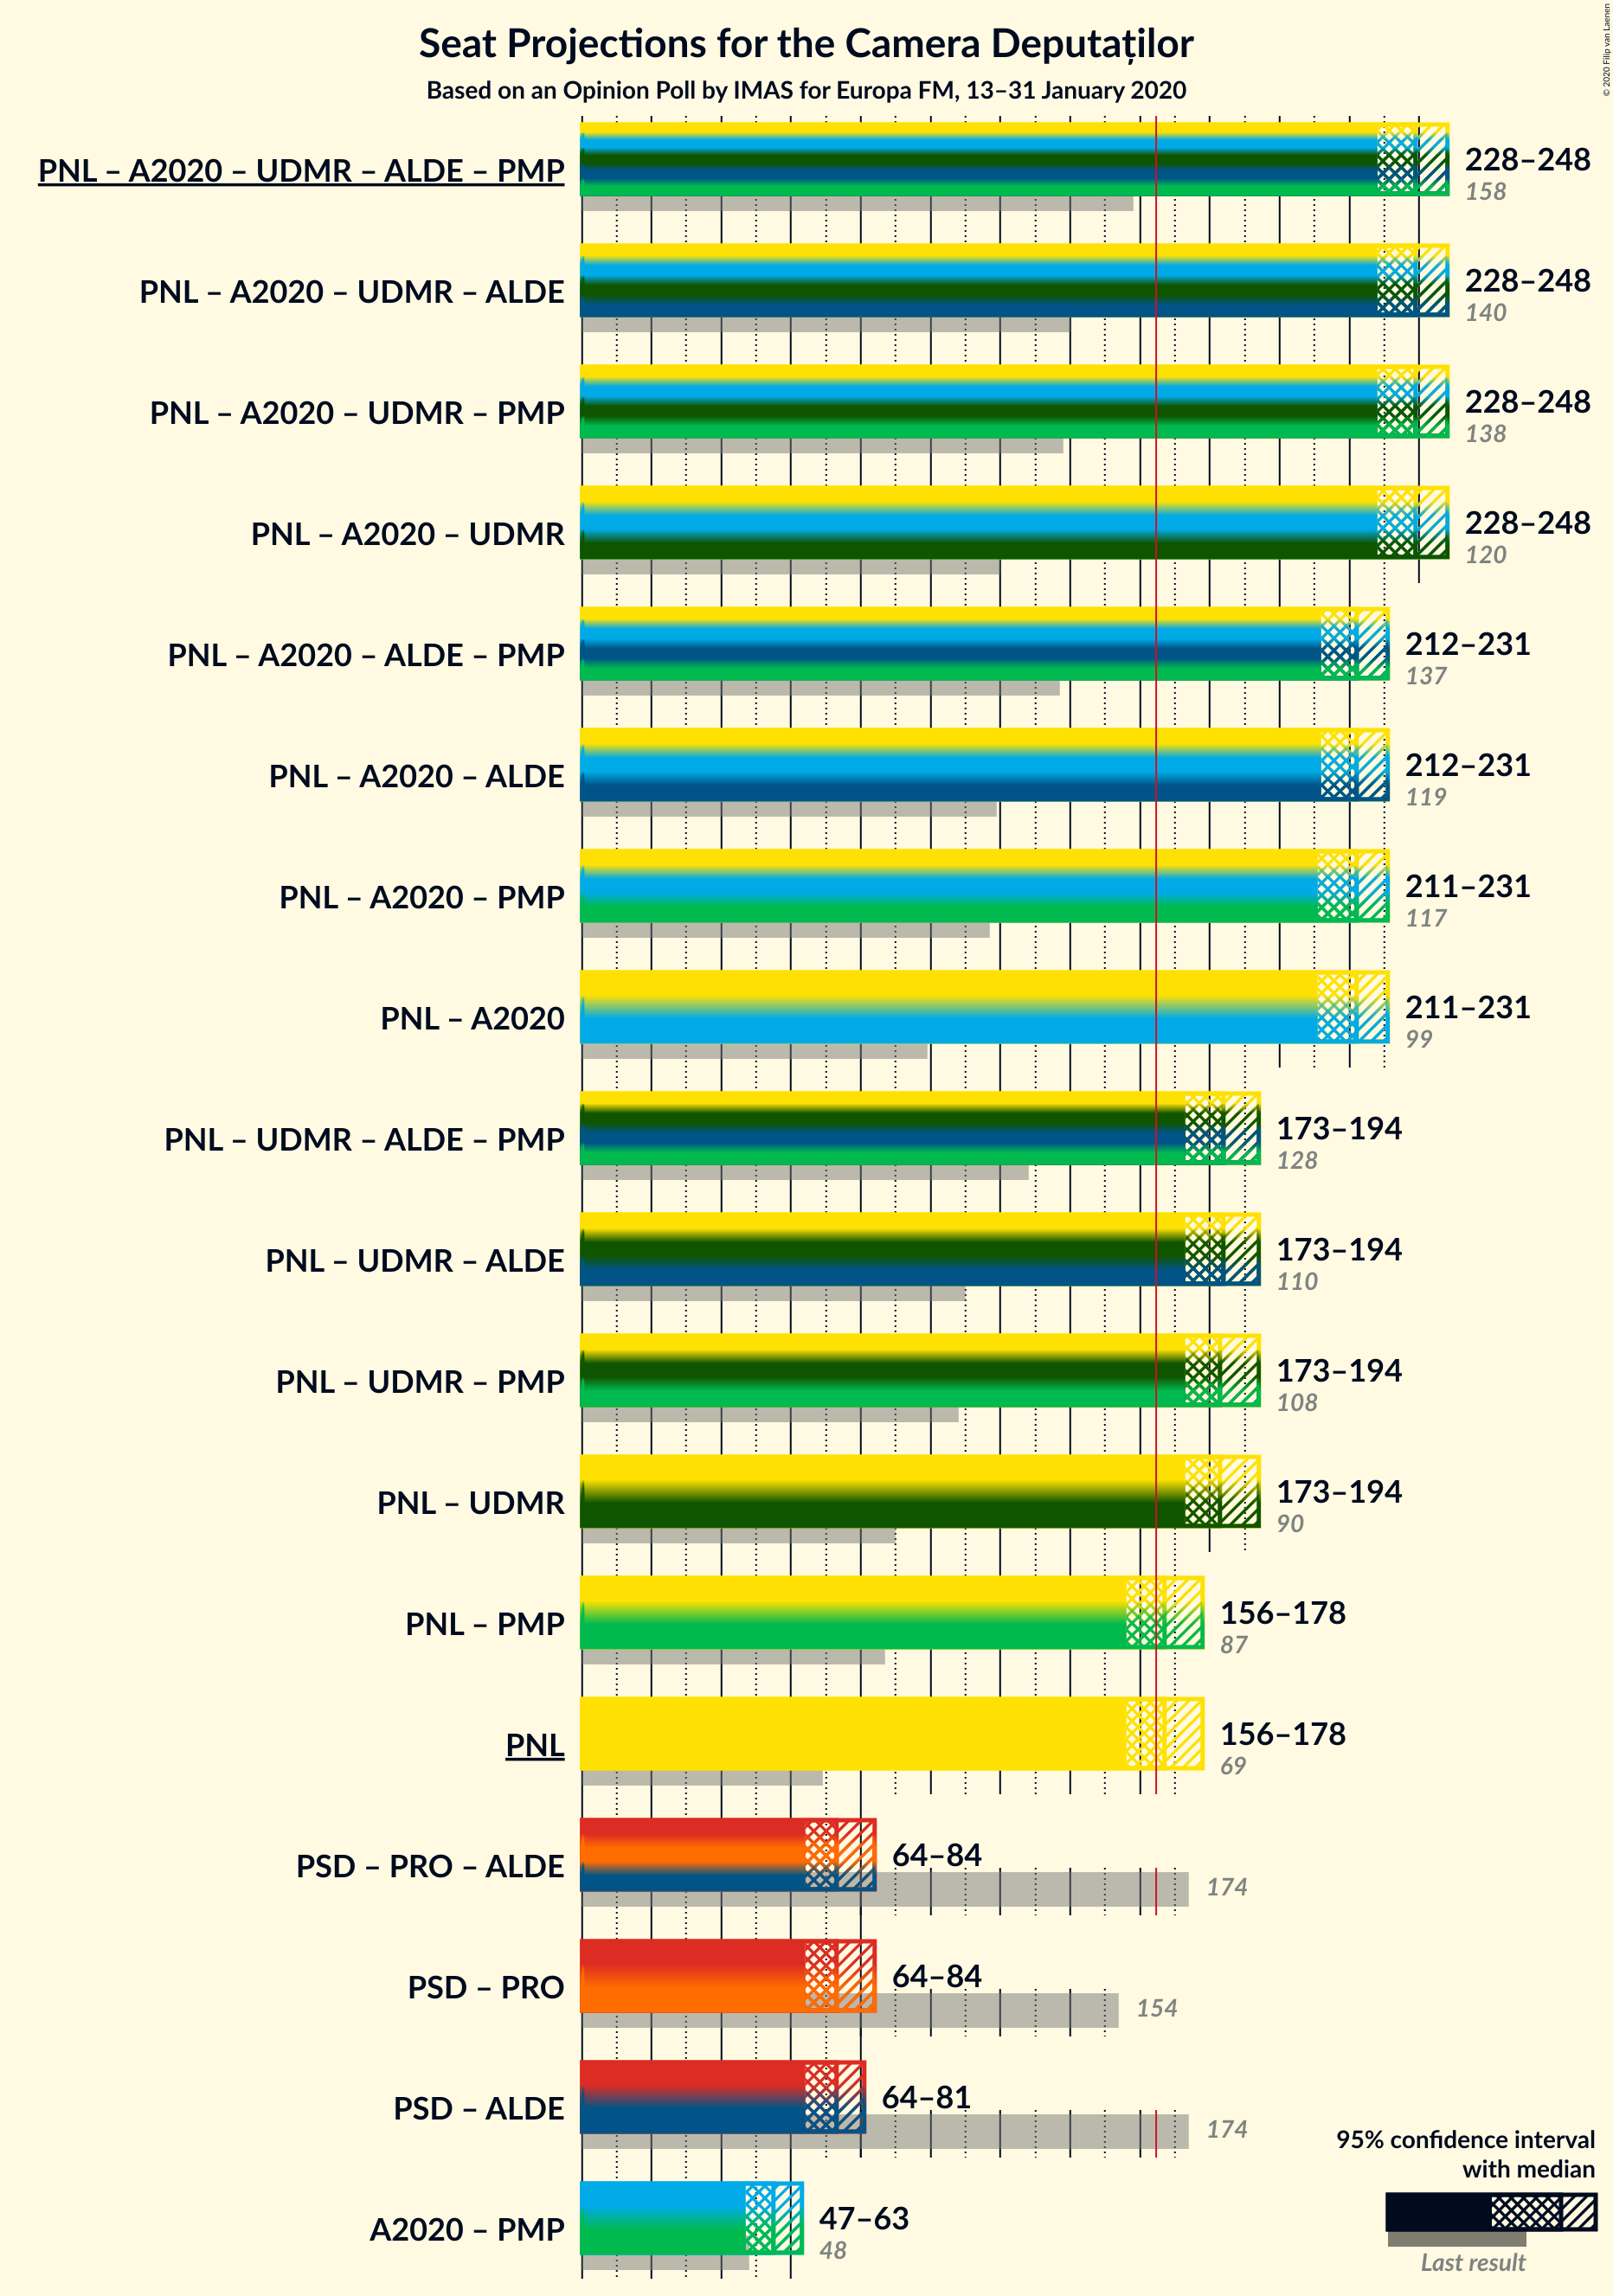 Seat Projections for the Camera Deputaților
Based on an Opinion Poll by IMAS for Europa FM, 13–31 January 2020
© 2020 Filip van Laenen
PNL – A2020 – UDMR – ALDE – PMP
228–248
158
PNL – A2020 – UDMR – ALDE
228–248
140
PNL – A2020 – UDMR – PMP
228–248
138
PNL – A2020 – UDMR
228–248
120
PNL – A2020 – ALDE – PMP
212–231
137
PNL – A2020 – ALDE
212–231
119
PNL – A2020 – PMP
211–231
117
PNL – A2020
211–231
99
PNL – UDMR – ALDE – PMP
173–194
128
PNL – UDMR – ALDE
173–194
110
PNL – UDMR – PMP
173–194
108
PNL – UDMR
173–194
90
PNL – PMP
156–178
87
PNL
156–178
69
PSD – PRO – ALDE
64–84
174
PSD – PRO
64–84
154
PSD – ALDE
64–81
174
A2020 – PMP
47–63
48
95% confidence interval
with median
Last result